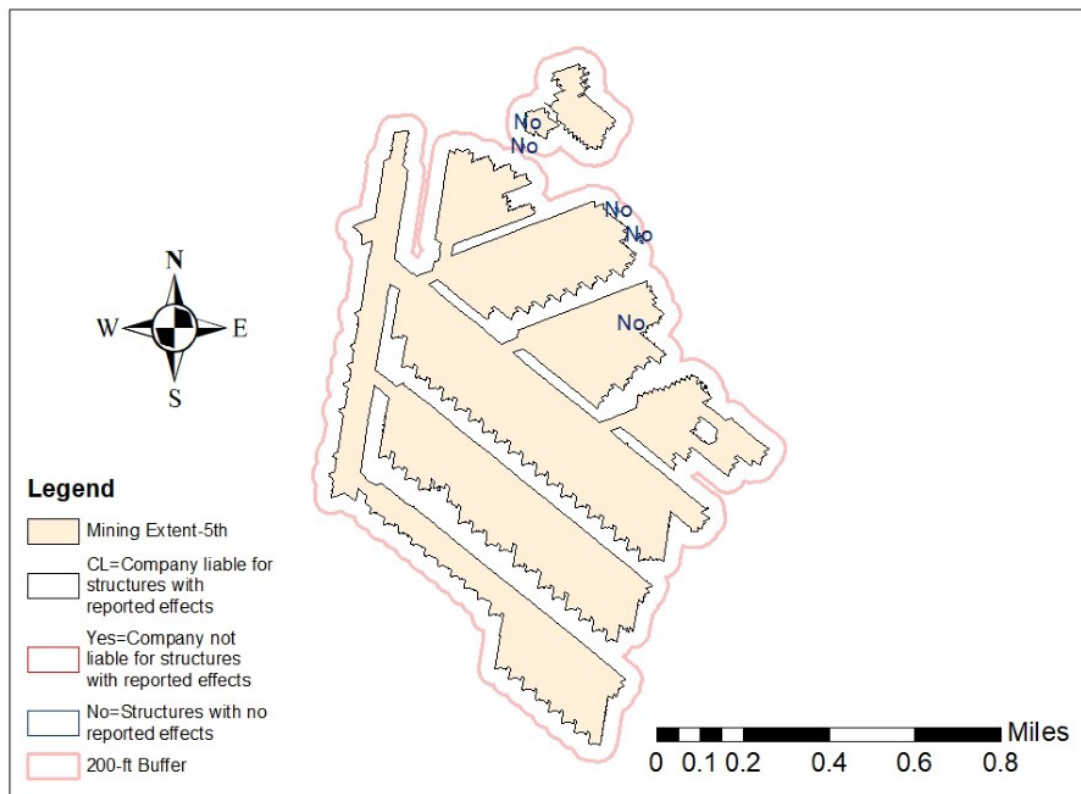 No
No
No
No
N
W E
S
No
Legend
Mining Extent-5th
CL=Company liable for
structures with
reported effects
Yes=Company not
liable for structures
with reported effects
No=Structures with no
reported effects
200-ft Buffer
Miles
0 0.1 0.2 0.4 0.6 0.8